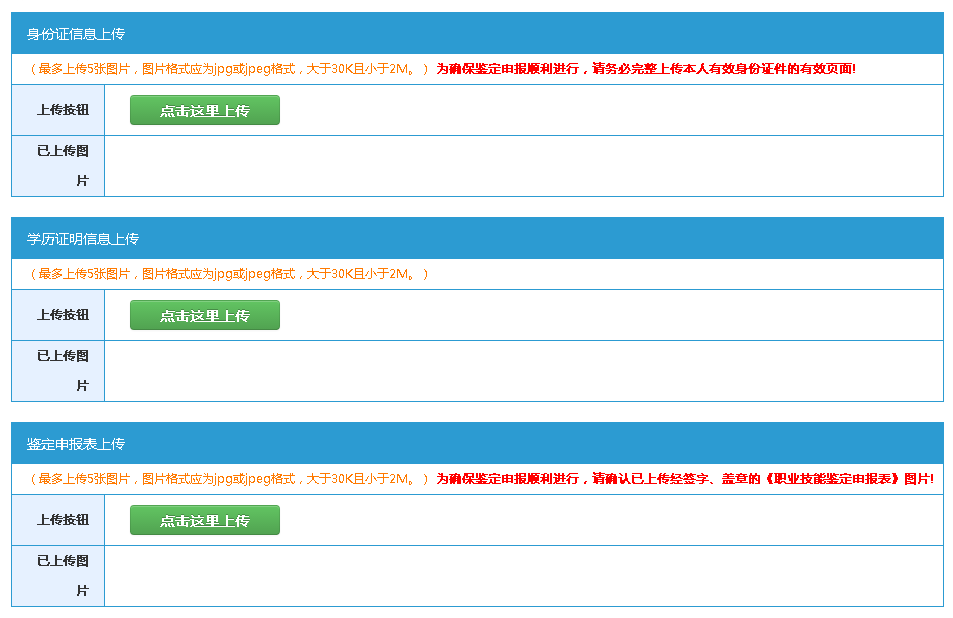 身份证信息上传
（最多上传5张图片，图片格式应为jpg或jpeg格式，大于30K且小于2M。） 为确保鉴定申报顺利进行，请务必完整上传本人有效身份证件的有效页面!
上传按钮
点击这里上传
已上传图
片
学历证明信息上传
（最多上传5张图片，图片格式应为jpg或jpeg格式，大于30K且小于2M。）
上传按钮
点击这里上传
已上传图
片
鉴定申报表上传
（最多上传5张图片，图片格式应为jpg或jpeg格式，大于30K且小于2M。） 为确保鉴定申报顺利进行，请确认已上传经签字、盖章的《职业技能鉴定申报表》图片!
上传按钮
点击这里上传
已上传图
片